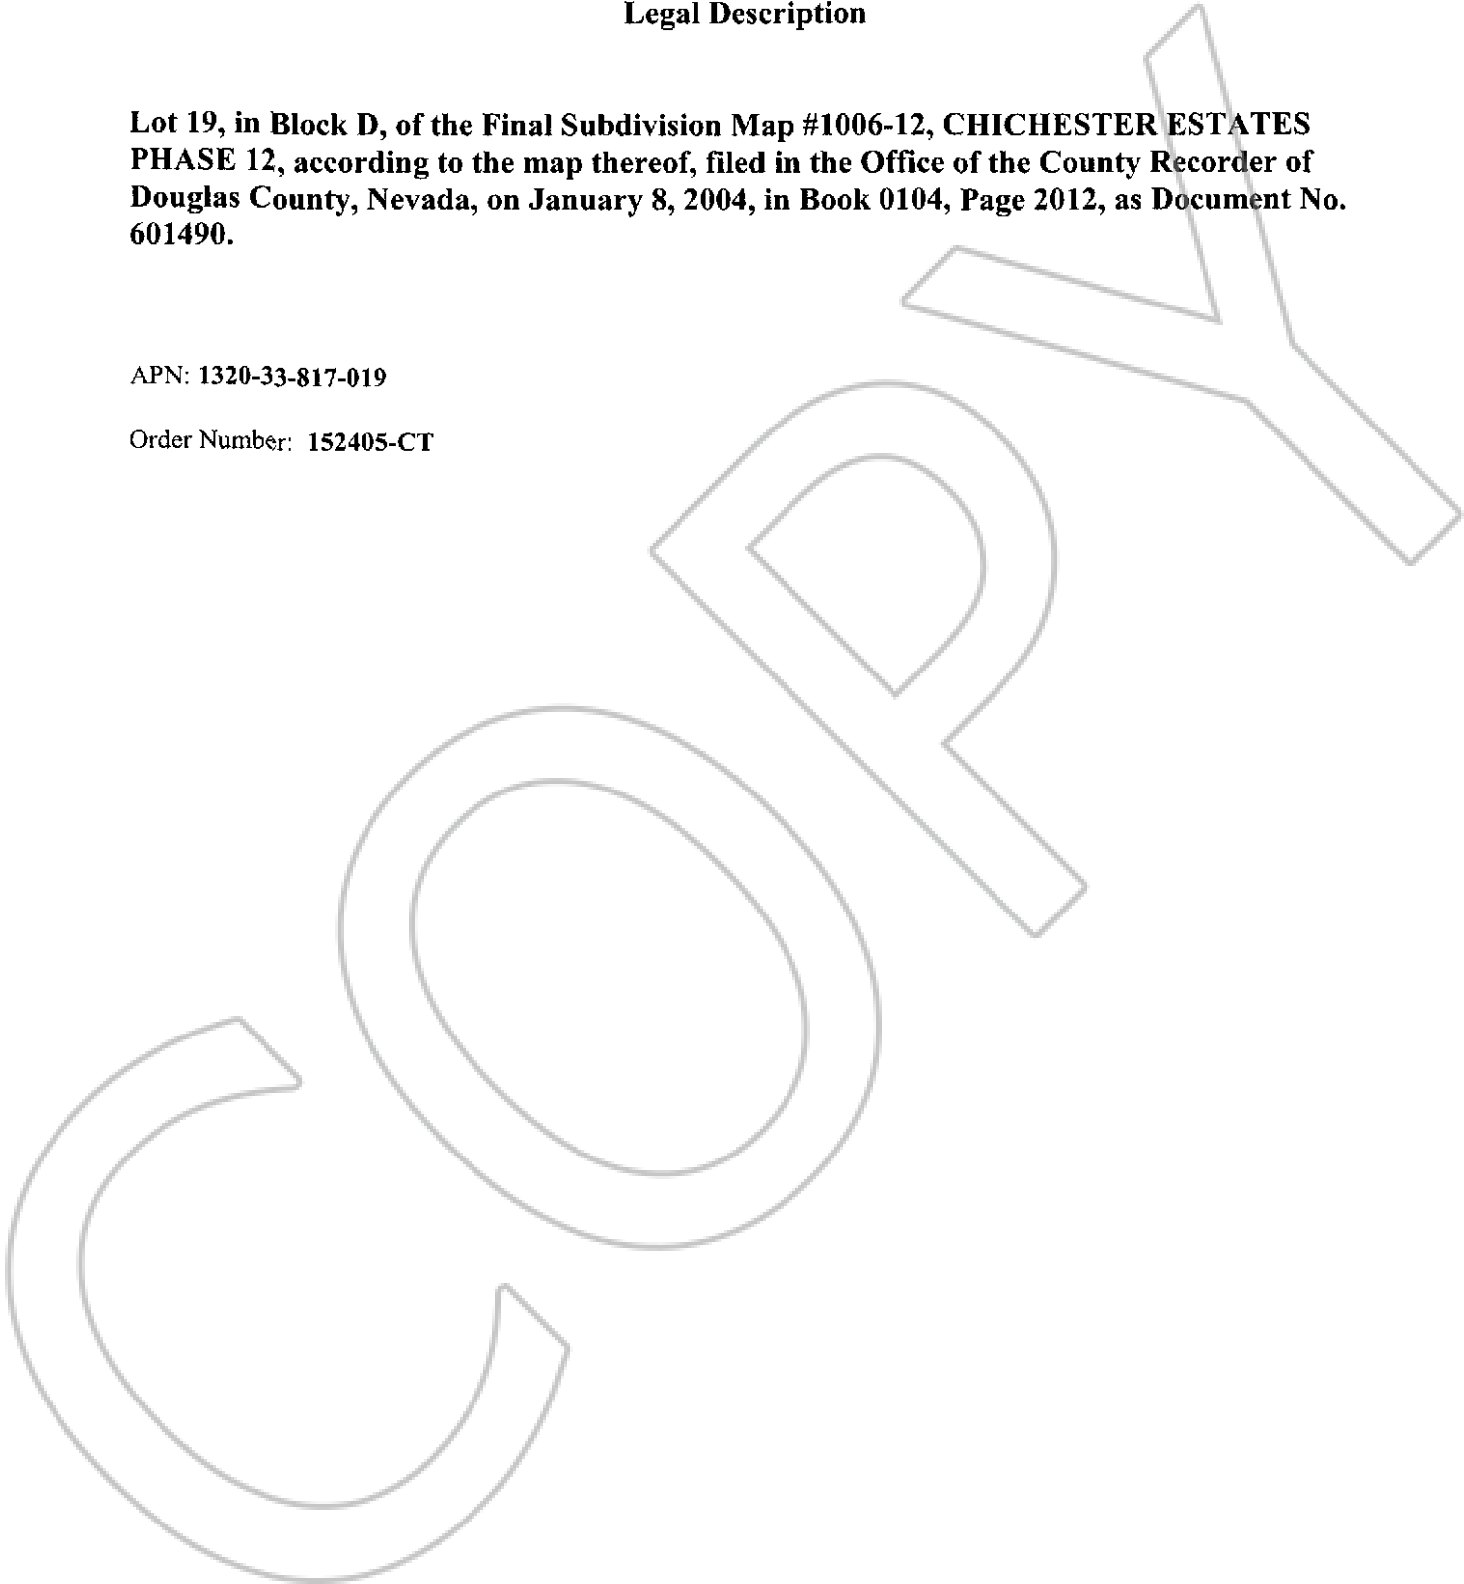 Legal Description
Lot 19, in Block D, of the Final Subdivision Map #1006-12, CHICHESTER ESTATES
PHASE 12, according to the map thereof, filed in the Office of the County Recorder of
Douglas County, Nevada, on January 8, 2004, in Book 0104, Page 2012, as Document No.
601490.
APN: 1320-33-817-019
Order Number: 152405-CT
COPY